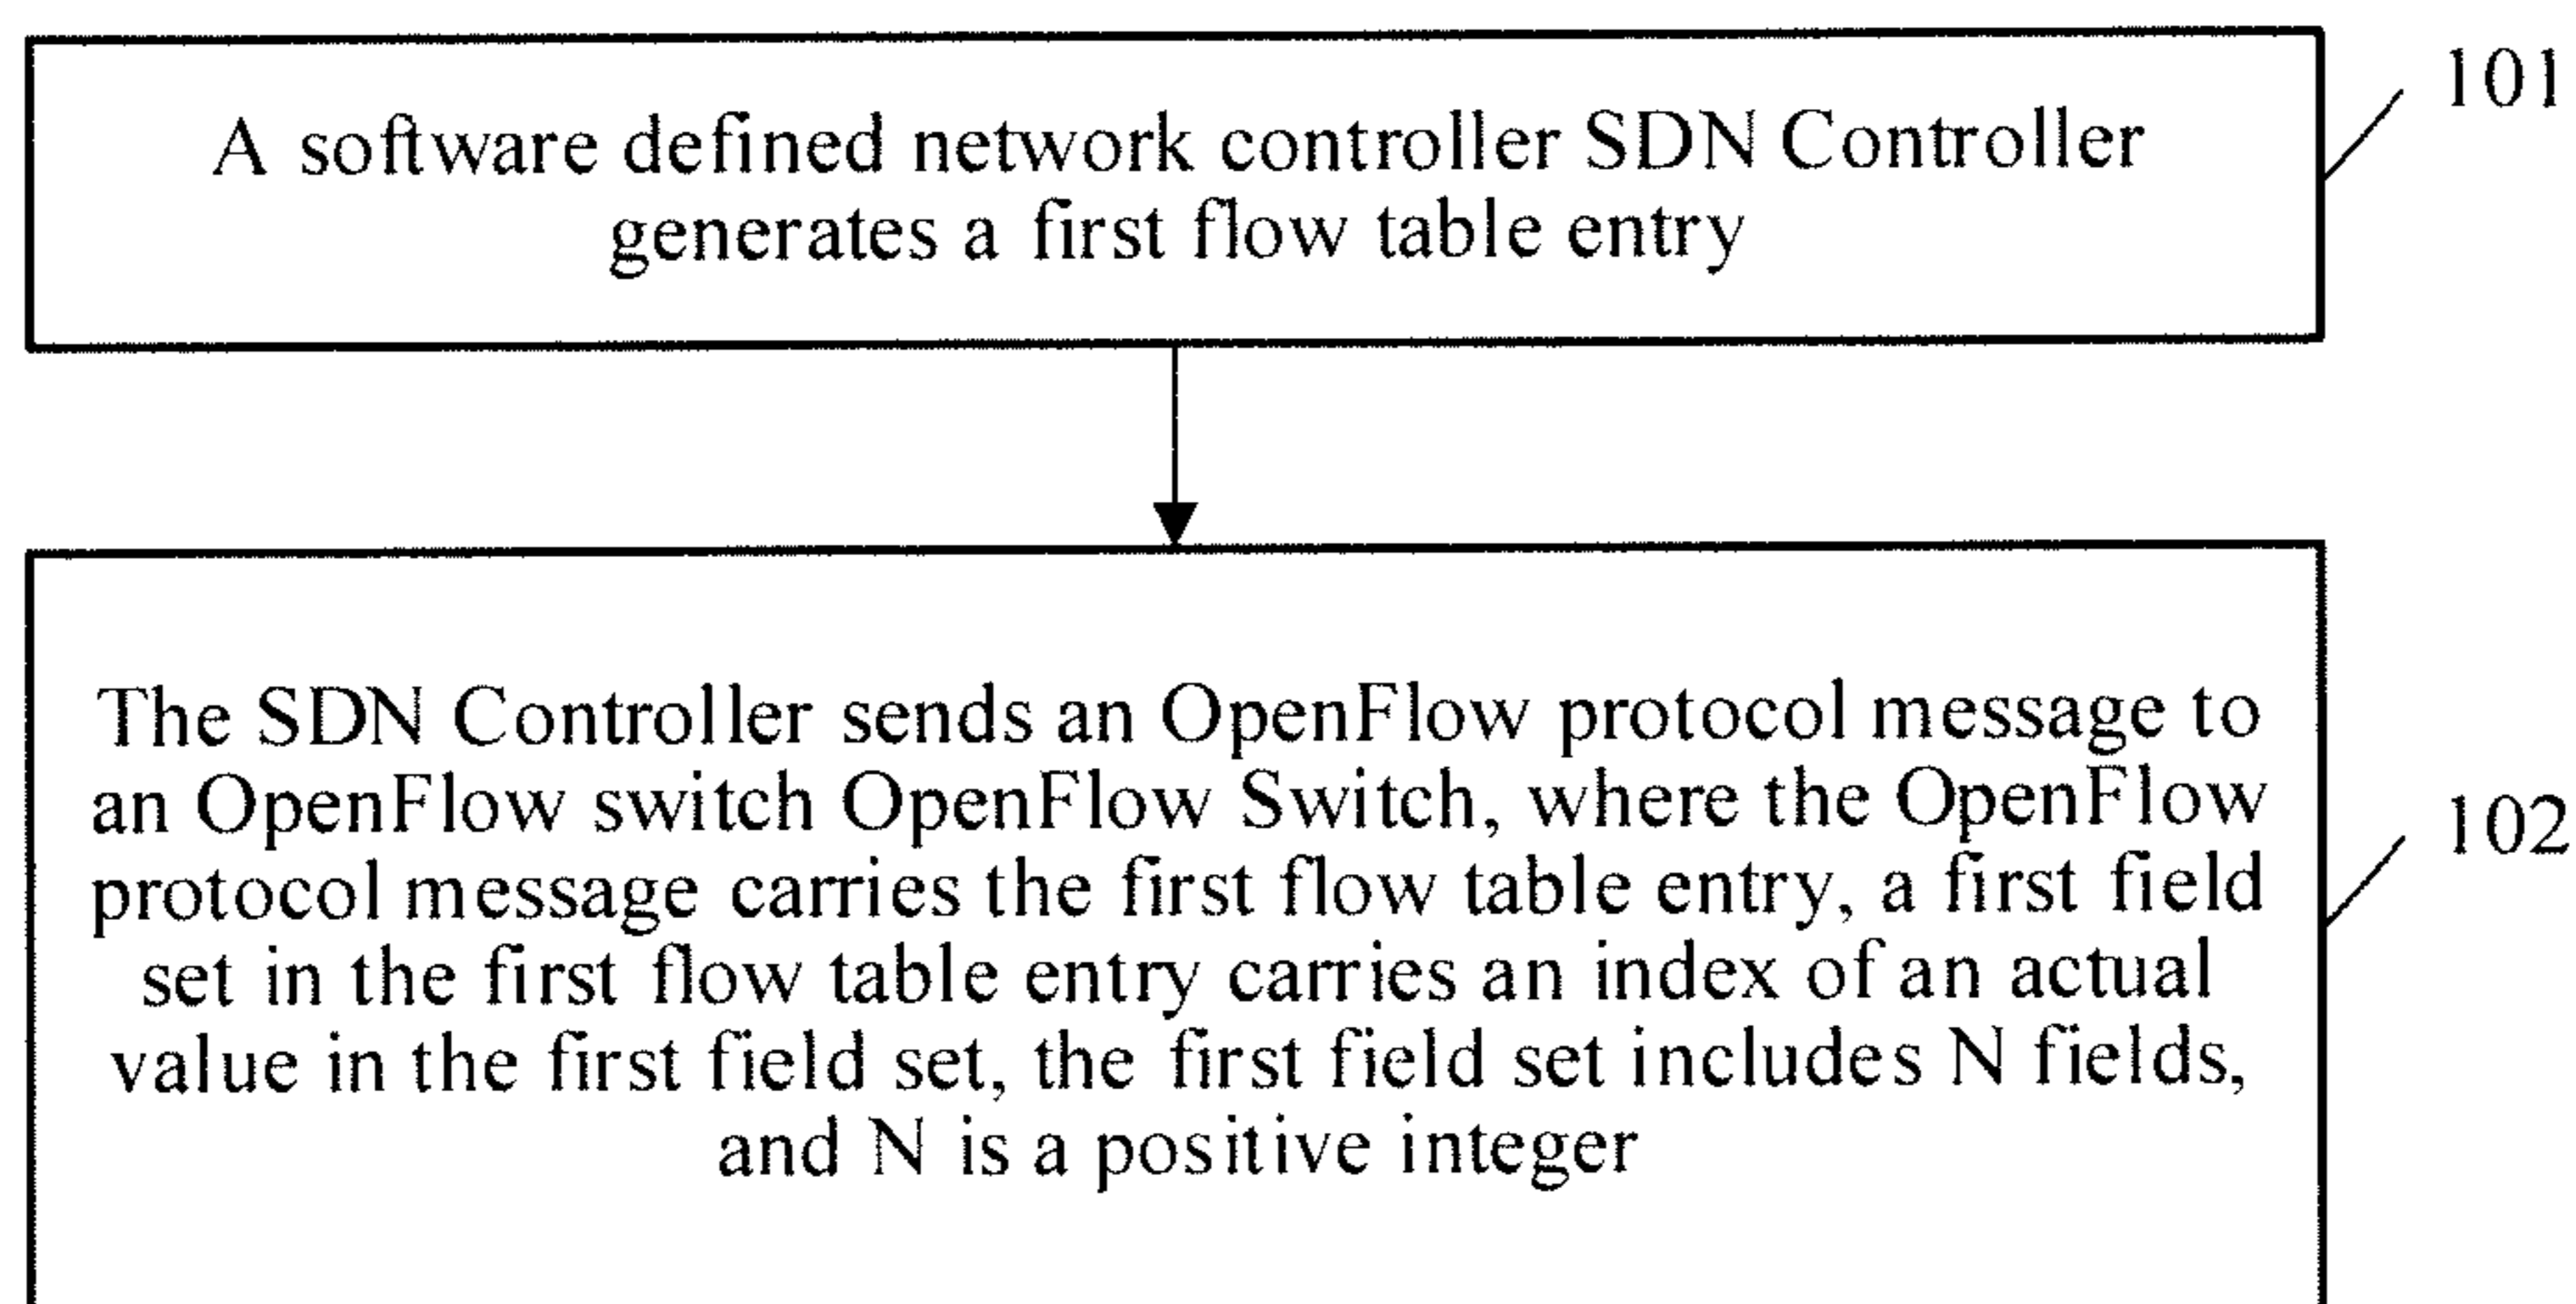 A software defined network controller SDN Controller
generates a first flow table entry
101
The SDN Controller sends an OpenFlow protocol message to
an OpenFlow switch OpenFlow Switch, where the OpenFlow
protocol message carries the first flow table entry, a first field
set in the first flow table entry carries an index of an actual
value in the first field set, the first field set includes N fields,
and N is a positive integer
102